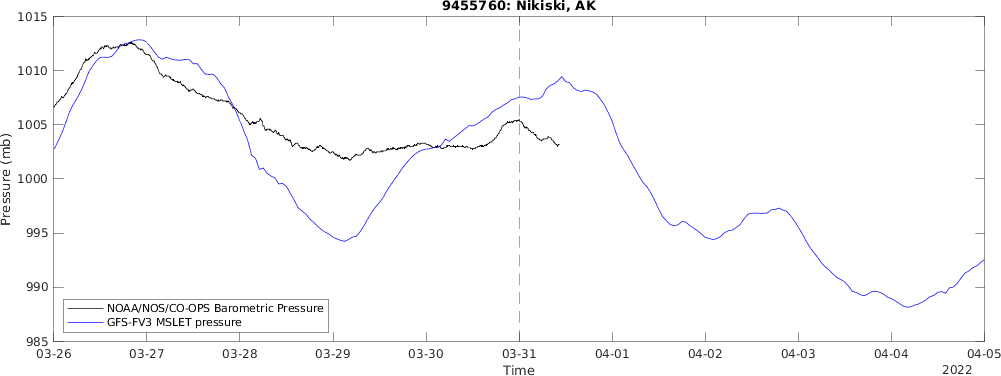 9455760: Nikiski, AK
1015
1010
1005
1000
995
990
985
Pressure (mb)
NOAA/NOS/CO-OPS Barometric Pressure
GFS-FV3 MSLET pressure
03-26 03-27 03-28 03-29 03-30 03-31 04-01 04-02 04-03 04-04 04-05
Time
2022